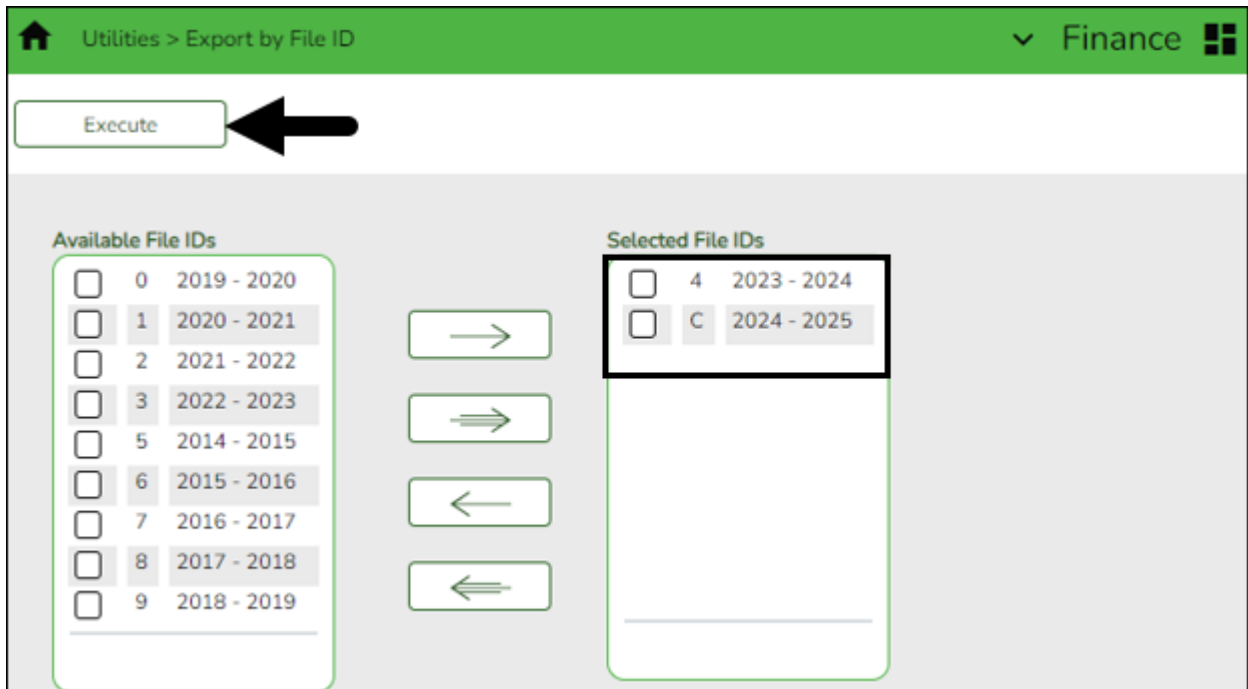 Utilities > Export by File ID
Finance
Execute
Available File IDs
0 2019 - 2020
1 2020 - 2021
2 2021 - 2022
3 2022 - 2023
5 2014 - 2015
6 2015 - 2016
7 2016 - 2017
8 2017 - 2018
9 2018 - 2019
Selected File IDs
4 2023 - 2024
C 2024 - 2025